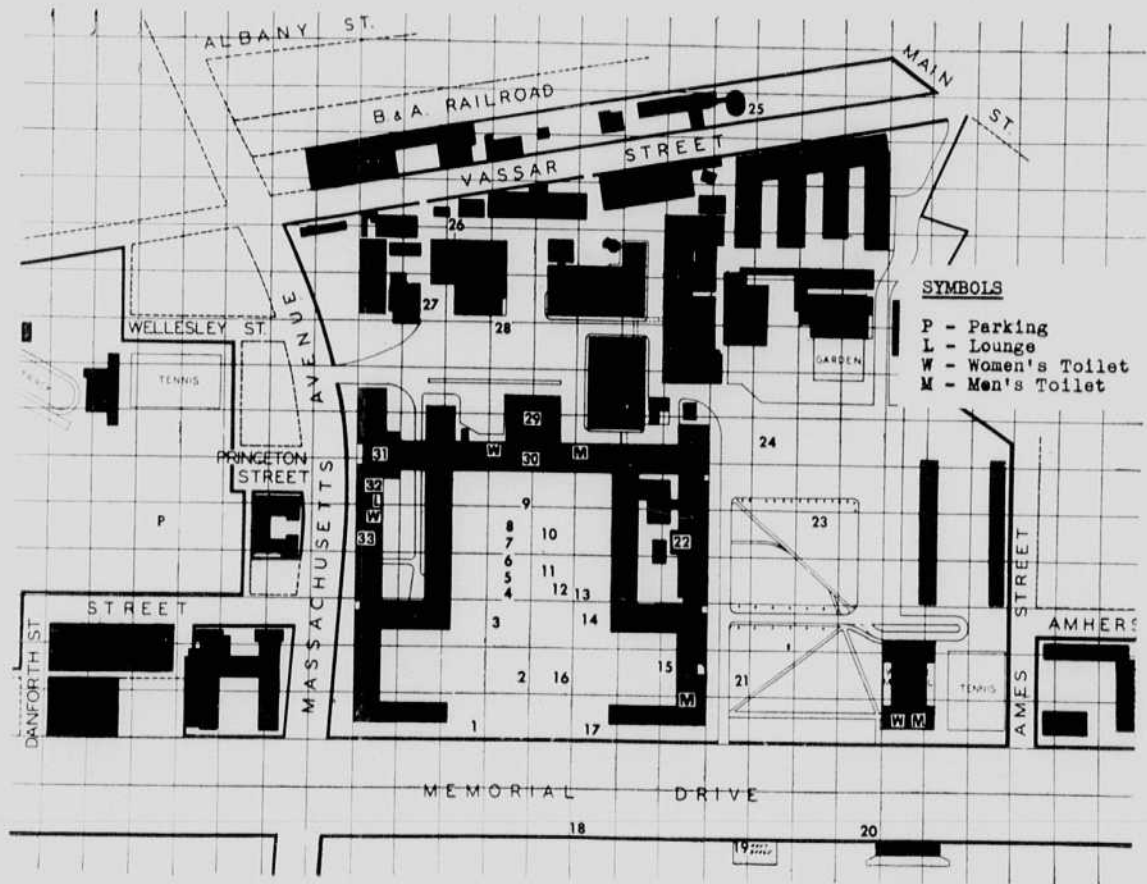 ALBANY ST.
MAIN ST.
B. & A. RAILROAD
25
VASSAR STREET
26
SYMBOLS
P - Parking
L - Lounge
W - Women's Toilet
M - Men's Toilet
27
28
WELLESLEY ST.
AVENUE
TENNIS
GARDEN
29
24
31
W
30
M
PRINCETON
STREET
32
L
W
33
P
9
8
7
10
6
5
4
11
12
13
22
23
MASSACHUSETTS
STREET
3
14
STREET
AMHERS
DANFORTH ST.
2
16
15
21
M
TENNIS
AMES
W
M
1
17
MEMORIAL DRIVE
18
20
19